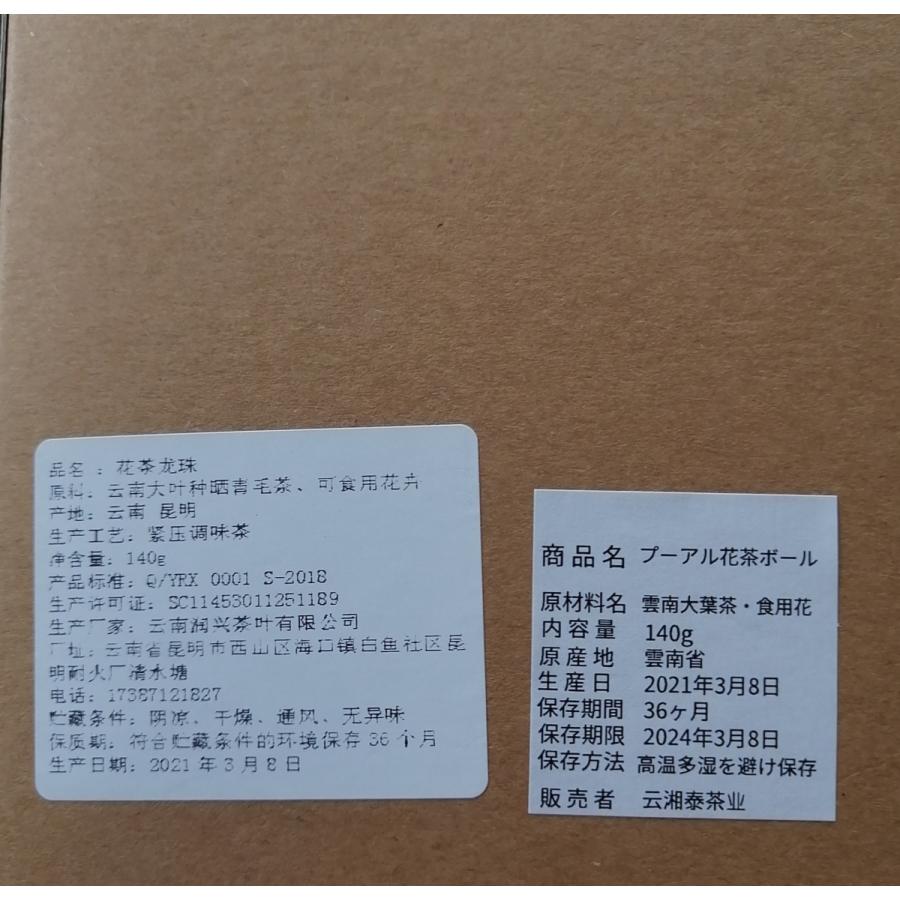 品名：花茶龙珠
原料：云南大叶种晒青毛茶、可食用花卉
产地：云南 昆明
生产工艺：紧压调味茶
净含量：140g
产品标准：Q/YRX 0001 S-2018
生产许可证：SC11453011251189
生产厂家：云南润兴茶叶有限公司
厂址：云南省昆明市西山区海口镇白鱼社区昆
明耐火厂清水塘
电话：17387121827
贮藏条件：阴凉、干燥、通风、无异味
保质期：符合贮藏条件的环境保存36个月
生产日期：2021年3月8日
商品名 プーアル花茶ボール
原材料名 雲南大葉茶・食用花
内容量 140g
原産地 雲南省
生産日 2021年3月8日
保存期間 36ヶ月
保存期限 2024年3月8日
保存方法 高温多湿を避け保存
販売者 云湘泰茶业